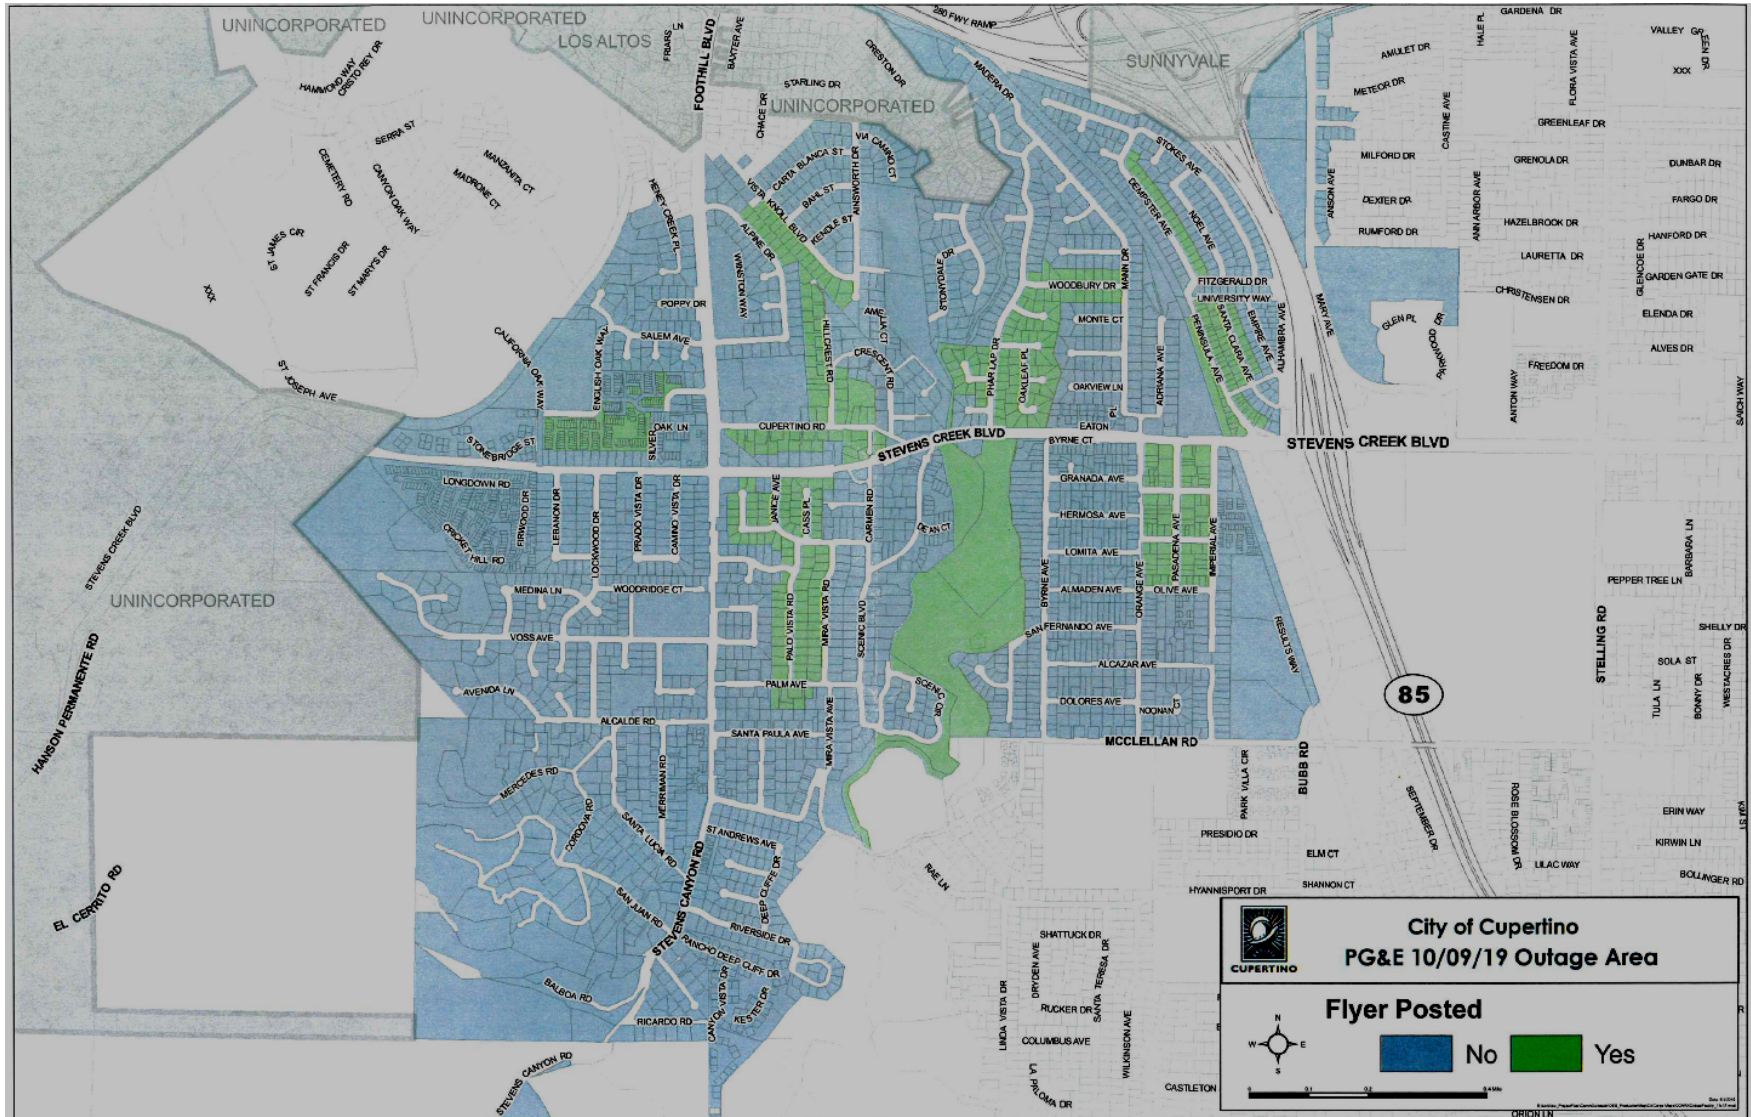 UNINCORPORATED
UNINCORPORATED
LOS ALTOS
FRIARS LN
FOOTHILL BLVD
BAXTER AVE
CRESTON DR
280 FWY RAMP
SUNNYVALE
GARDENA DR
HALE PL
VALLEY GREEN DR
AMULET DR
FLORA VISTA AVE
XXX
METEOR DR
HAMMOND WAY
CRISTO REY DR
STARLING DR
UNINCORPORATED
MADERA DR
CHACE DR
CASTINE AVE
GREENLEAF DR
SERRA ST
CEMETERY RD
CANYON OAK WAY
MANZANITA CT
MADRONE CT
VIA CAMINO CT
CARTA BLANCA ST
AINSWORTH DR
BAHL ST
VISTA KNOLL BLVD
KENDLE ST
STOKES AVE
DEMPSTER AVE
NOEL AVE
ANSON AVE
MILFORD DR
GRENOLA DR
DUNBAR DR
DEXTER DR
ANN ARBOR AVE
FARGO DR
HAZELBROOK DR
RUMFORD DR
HANFORD DR
HENEY CREEK PL
ST JAMES CIR
ST FRANCIS DR
ST MARYS DR
XXX
ALPINE DR
WINSTON WAY
STONYDALE DR
MANN DR
LAURETTA DR
GLENCOE DR
GARDEN GATE DR
WOODBURY DR
FITZGERALD DR
UNIVERSITY WAY
CHRISTENSEN DR
POPPY DR
MARY AVE
ELENDA DR
CALIFORNIA OAK WAY
ENGLISH OAK WAY
SALEM AVE
HILLCREST RD
AMELIA CT
CRESCENT RD
MONTE CT
PENINSULA AVE
SANTA CLARA AVE
EMPIRE AVE
ALHAMBRA AVE
GLEN PL
PARKWOOD DR
ALVES DR
PHAR LAP DR
OAKLEAF PL
ADRIANA AVE
FREEDOM DR
ST JOSEPH AVE
OAKVIEW LN
ANTON WAY
SAICH WAY
SILVER OAK LN
CUPERTINO RD
EATON PL
STEVENS CREEK BLVD
BYRNE CT
STEVENS CREEK BLVD
STONEBRIDGE ST
LONGDOWN RD
GRANADA AVE
FIRWOOD DR
LEBANON DR
LOCKWOOD DR
PRADO VISTA DR
CAMINO VISTA DR
JANICE AVE
CASS PL
CARMEN RD
DEAN CT
HERMOSA AVE
CRICKET HILL RD
STEVENS CREEK BLVD
LOMITA AVE
PASADENA AVE
IMPERIAL AVE
BARBARA LN
UNINCORPORATED
MEDINA LN
WOODRIDGE CT
BYRNE AVE
ALMADEN AVE
ORANGE AVE
OLIVE AVE
PEPPER TREE LN
VOSS AVE
PALO VISTA RD
MIRA VISTA RD
SCENIC BLVD
SAN FERNANDO AVE
RESULTS WAY
STELLING RD
SHELLY DR
HANSON PERMANENTE RD
ALCAZAR AVE
SOLA ST
WESTACRES DR
AVENIDA LN
PALM AVE
SCENIC CIR
DOLORES AVE
NOONAN CT
85
TULA LN
BONNY DR
ALCALDE RD
SANTA PAULA AVE
MIRA VISTA AVE
MCCLELLAN RD
BUBB RD
MERCEDES RD
MERRIMAN RD
PARK VILLA CIR
CORDOVA RD
SANTA LUCIA RD
ST ANDREWS AVE
SEPTEMBER DR
ROSE BLOSSOM DR
ERIN WAY
PRESIDIO DR
KIRWIN LN
ELM CT
LILAC WAY
BOLLINGER RD
DEEP CLIFFE DR
RAE LN
HYANNISPORT DR
SHANNON CT
EL CERRITO RD
SAN JUAN RD
STEVENS CANYON RD
RIVERSIDE DR
RANCHO DEEP CLIFF DR
SHATTUCK DR
DRYDEN AVE
SANTA TERESA DR
BALBOA RD
CANYON VISTA DR
KESTER DR
RICARDO RD
LINDA VISTA DR
RUCKER DR
COLUMBUS AVE
WILKINSON AVE
STEVENS CANYON RD
LA PALOMA DR
CASTLETON
CUPERTINO
City of Cupertino
PG&E 10/09/19 Outage Area
Flyer Posted
N
W E
S
No
Yes
0 0.1 0.2 0.4 Mile
ORION LN